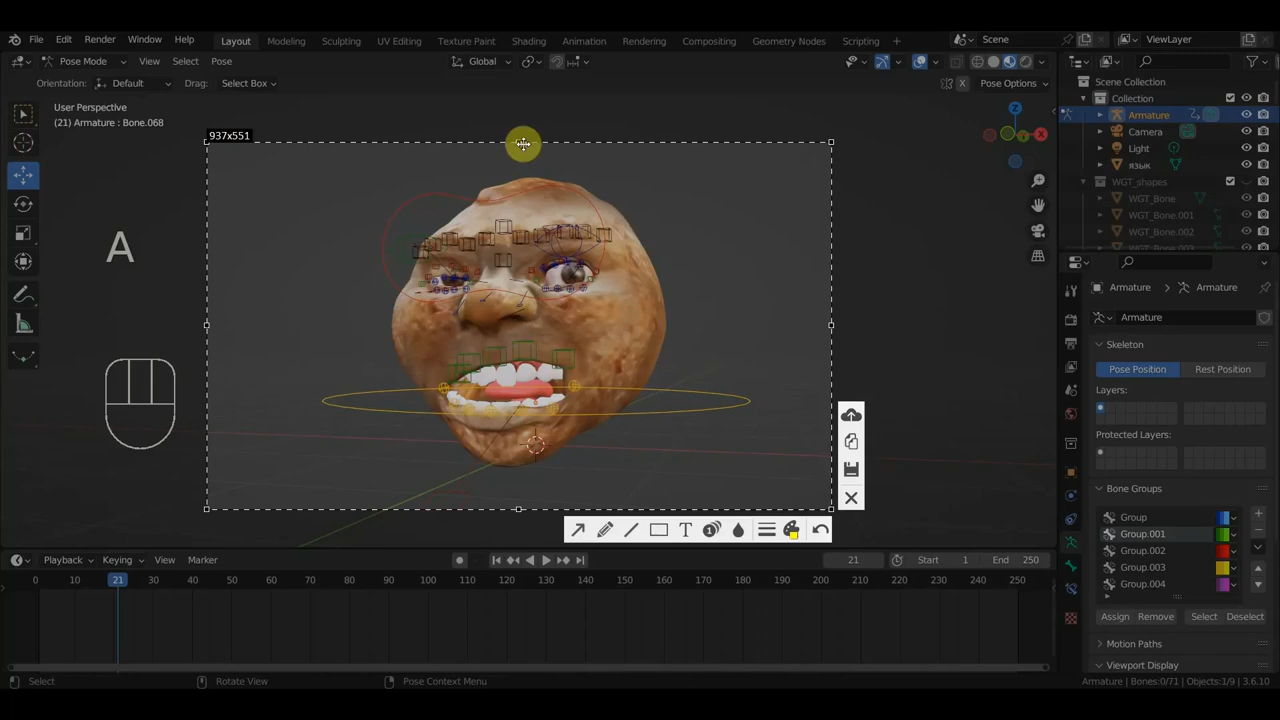 File Edit Render Window Help Layout Modeling Sculpting UV Editing Texture Paint Shading Animation Rendering Compositing Geometry Nodes Scripting + Scene ViewLayer
Pose Mode View Select Pose Global
Orientation: Default Drag: Select Box X Pose Options
User Perspective
(21) Armature : Bone.068
937x551
A
Scene Collection
Collection
Armature
Camera
Light
язык
WGT_shapes
WGT_Bone
WGT_Bone.001
WGT_Bone.002
Armature Armature
Armature
Skeleton
Pose Position Rest Position
Layers:
Protected Layers:
Bone Groups
Group
Group.001
Group.002
Group.003
Group.004
Assign Remove Select Deselect
Motion Paths
Viewport Display
X Z
T 1
Playback Keying View Marker 21 Start 1 End 250
0 10 21 30 40 50 60 70 80 90 100 110 120 130 140 150 160 170 180 190 200 210 220 230 240 250
Select Rotate View Pose Context Menu Armature | Bones:0/71 | Objects:1/9 | 3.6.10